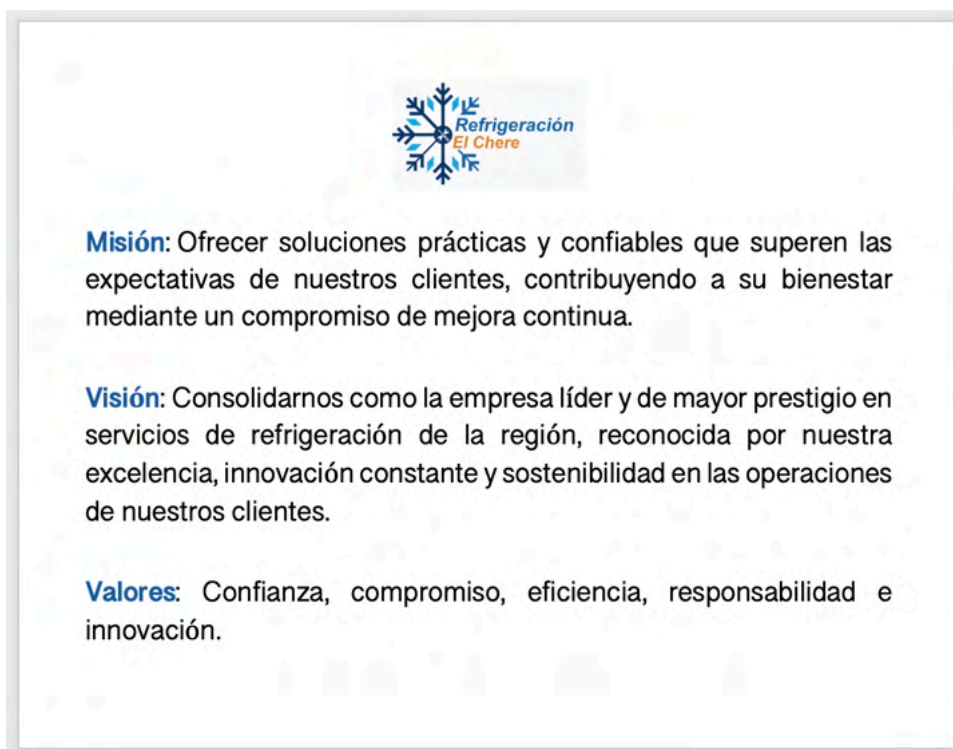 Refrigeración
El Chere
Misión: Ofrecer soluciones prácticas y confiables que superen las
expectativas de nuestros clientes, contribuyendo a su bienestar
mediante un compromiso de mejora continua.
Visión: Consolidarnos como la empresa líder y de mayor prestigio en
servicios de refrigeración de la región, reconocida por nuestra
excelencia, innovación constante y sostenibilidad en las operaciones
de nuestros clientes.
Valores: Confianza, compromiso, eficiencia, responsabilidad e
innovación.